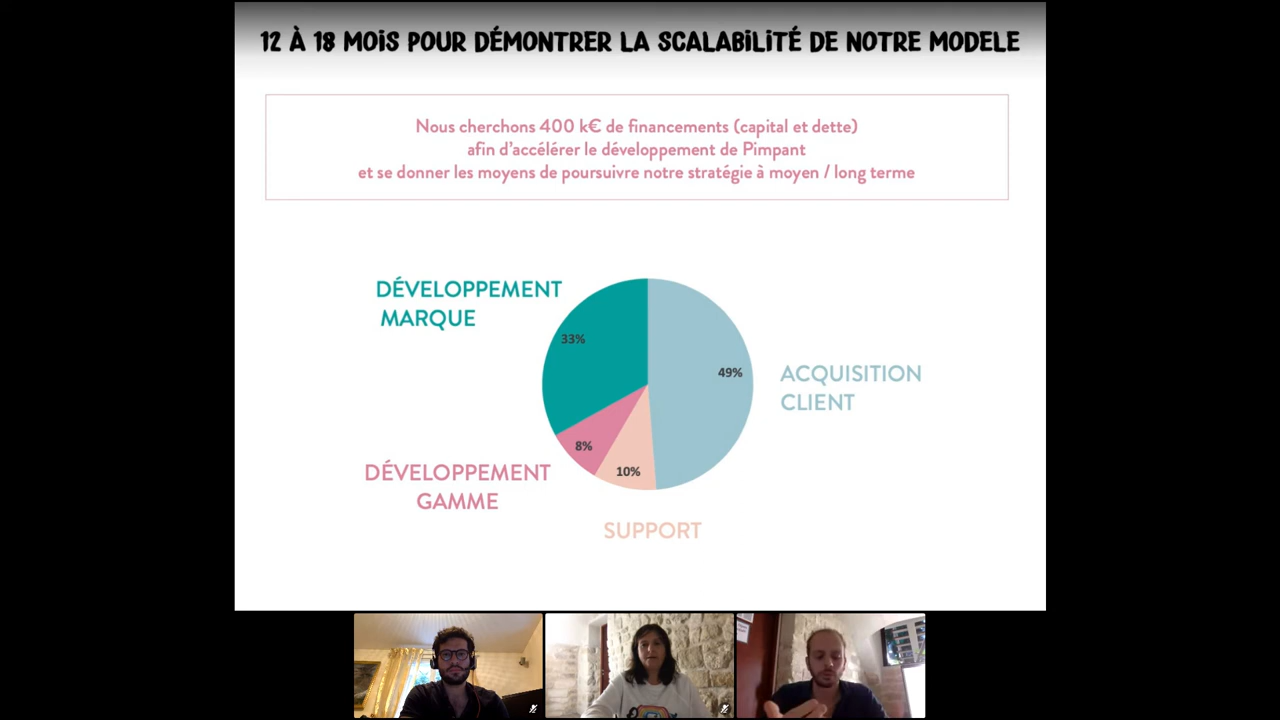 12 À 18 MOIS POUR DÉMONTRER LA SCALABILITÉ DE NOTRE MODELE
Nous cherchons 400 k€ de financements (capital et dette)
afin d'accélérer le développement de Pimpant
et se donner les moyens de poursuivre notre stratégie à moyen / long terme
DÉVELOPPEMENT
MARQUE
33%
49%
ACQUISITION
CLIENT
8%
10%
DÉVELOPPEMENT
GAMME
SUPPORT